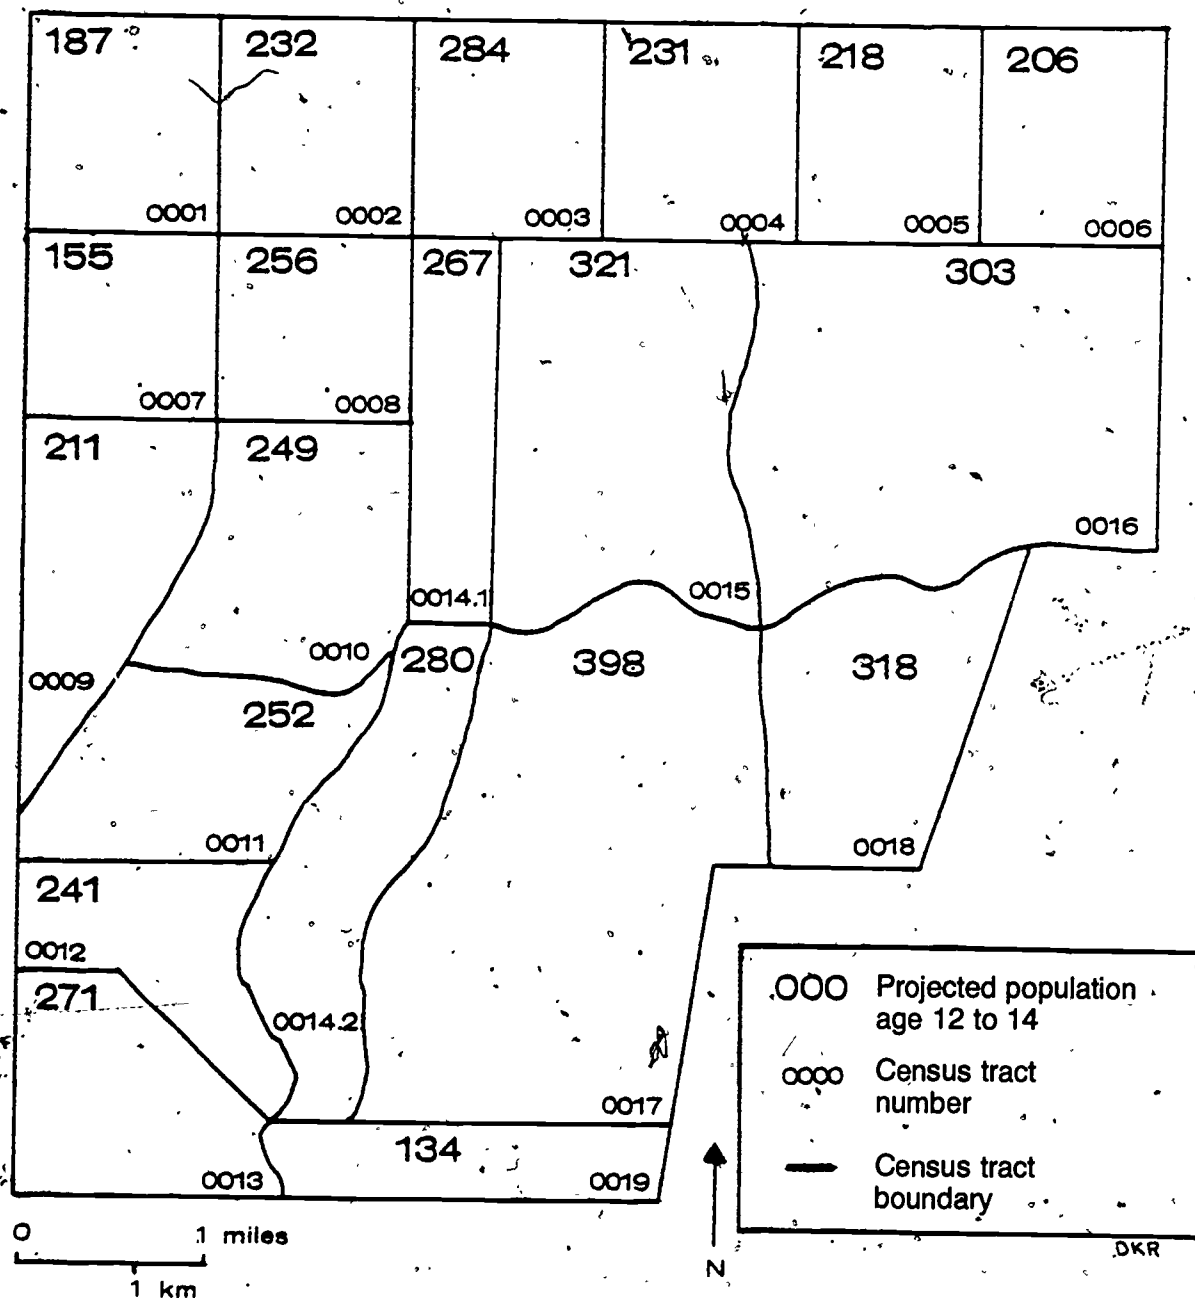 187 232 284 231 218 206
0001 0002 0003 0004 0005 0006
155 256 267 321 303
0007 0008
211 249
0016
0014.1 0015
0009 0010 280 398 318
252
0011 0018
241
0012
271
0014.2
0017
134
0013 0019
.000 Projected population
age 12 to 14
0000 Census tract
number
Census tract
boundary
0 1 miles
1 km
N
DKR